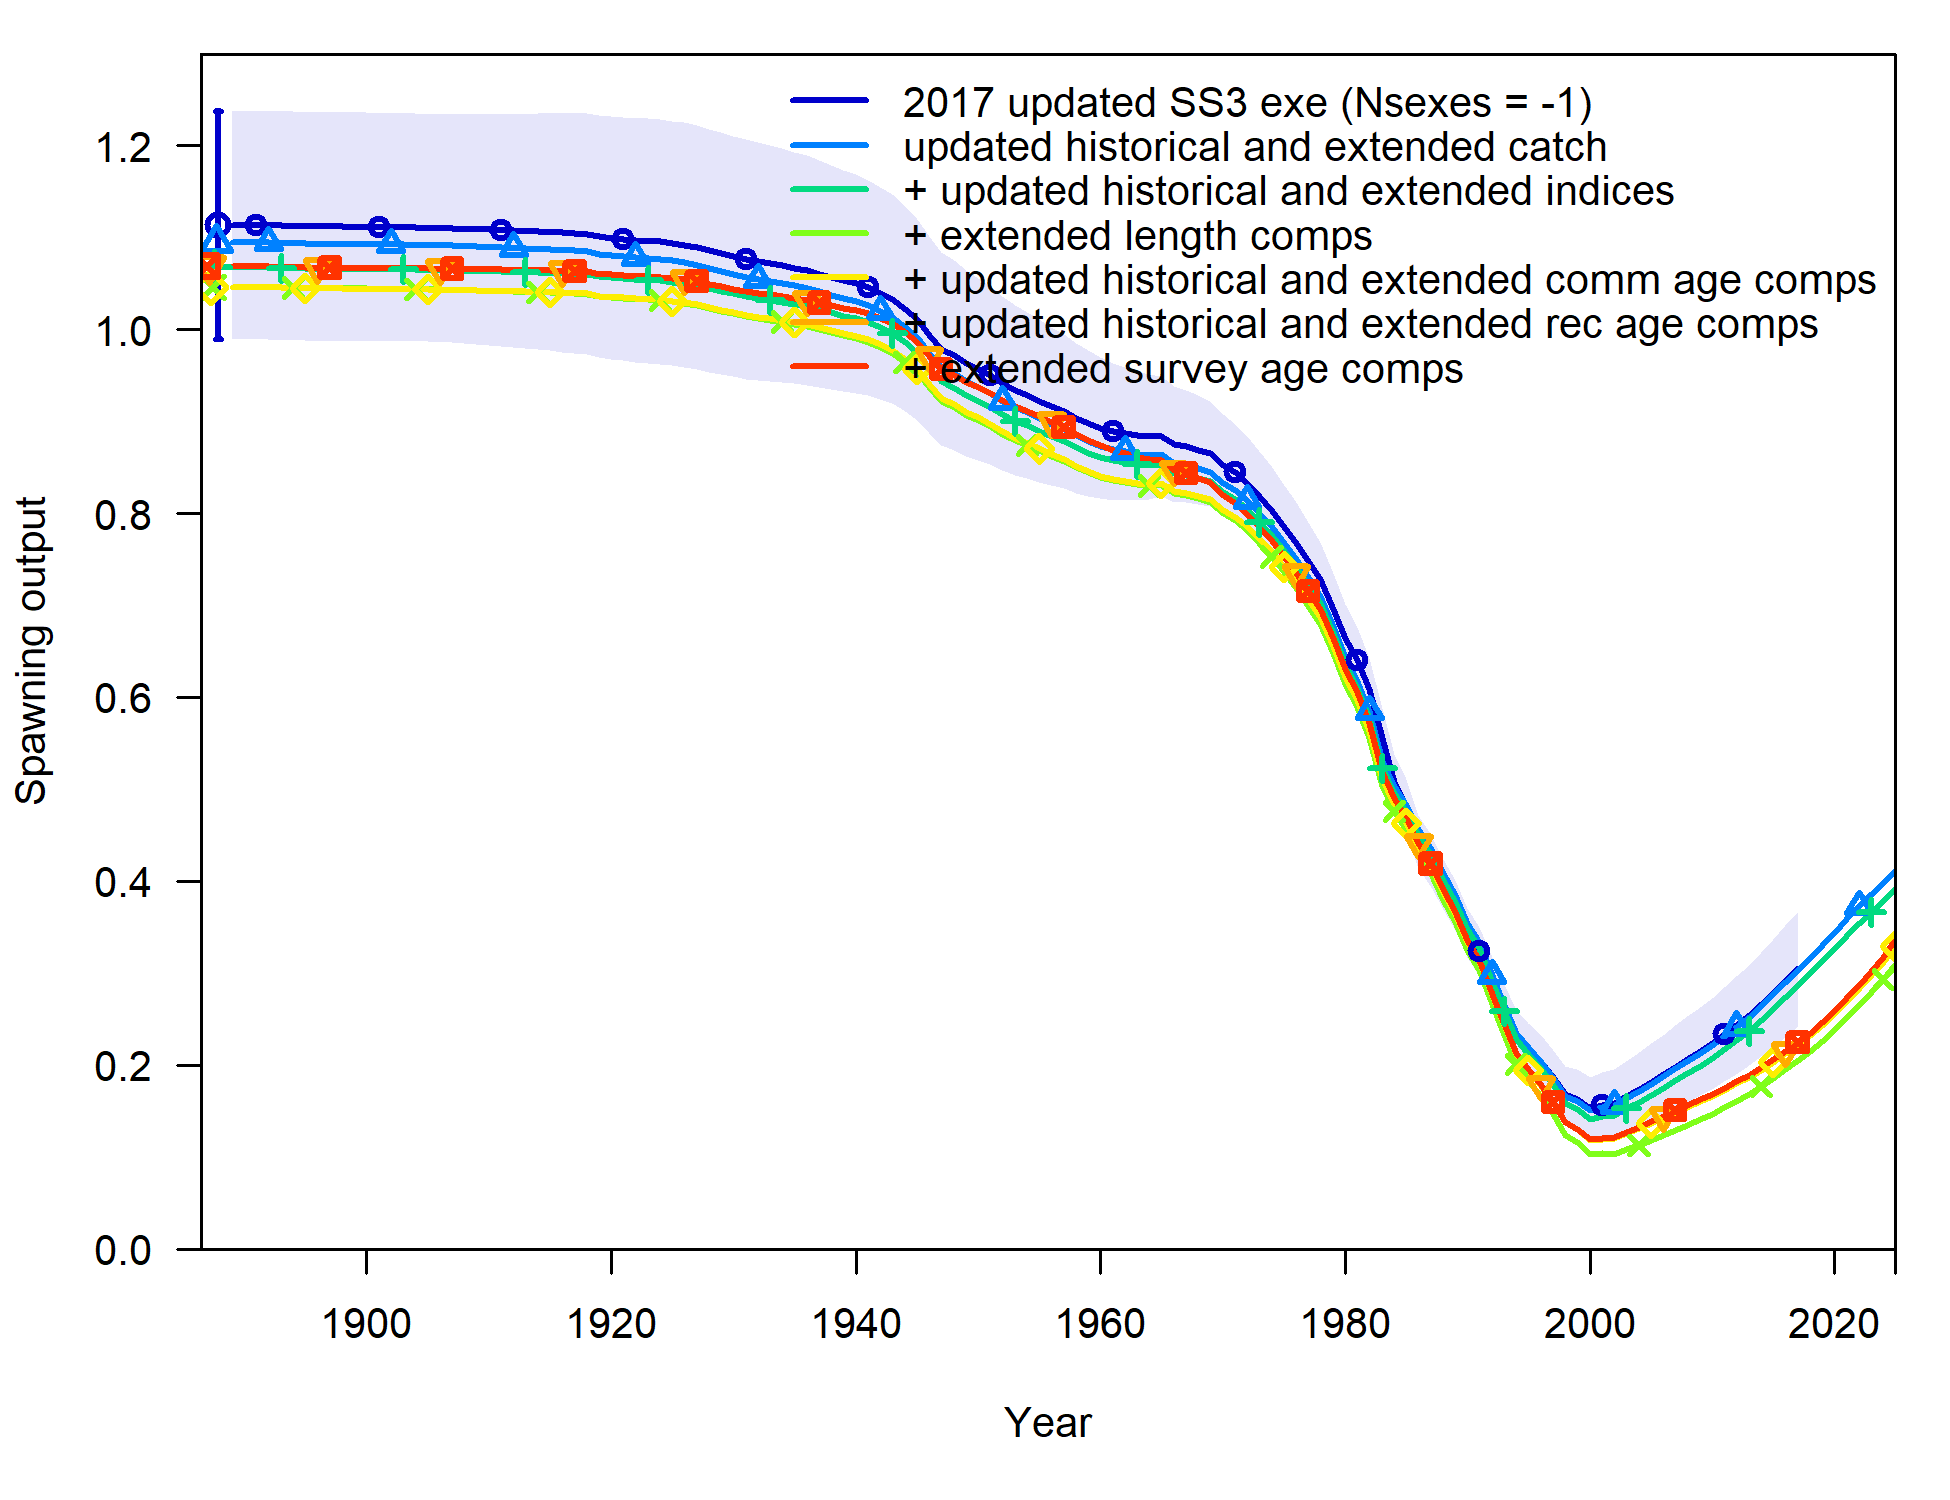 2017 updated SS3 exe (Nsexes = -1)
updated historical and extended catch
+ updated historical and extended indices
+ extended length comps
+ updated historical and extended comm age comps
+ updated historical and extended rec age comps
+ extended survey age comps
Spawning output
1.2
1.0
0.8
0.6
0.4
0.2
0.0
1900 1920 1940 1960 1980 2000 2020
Year